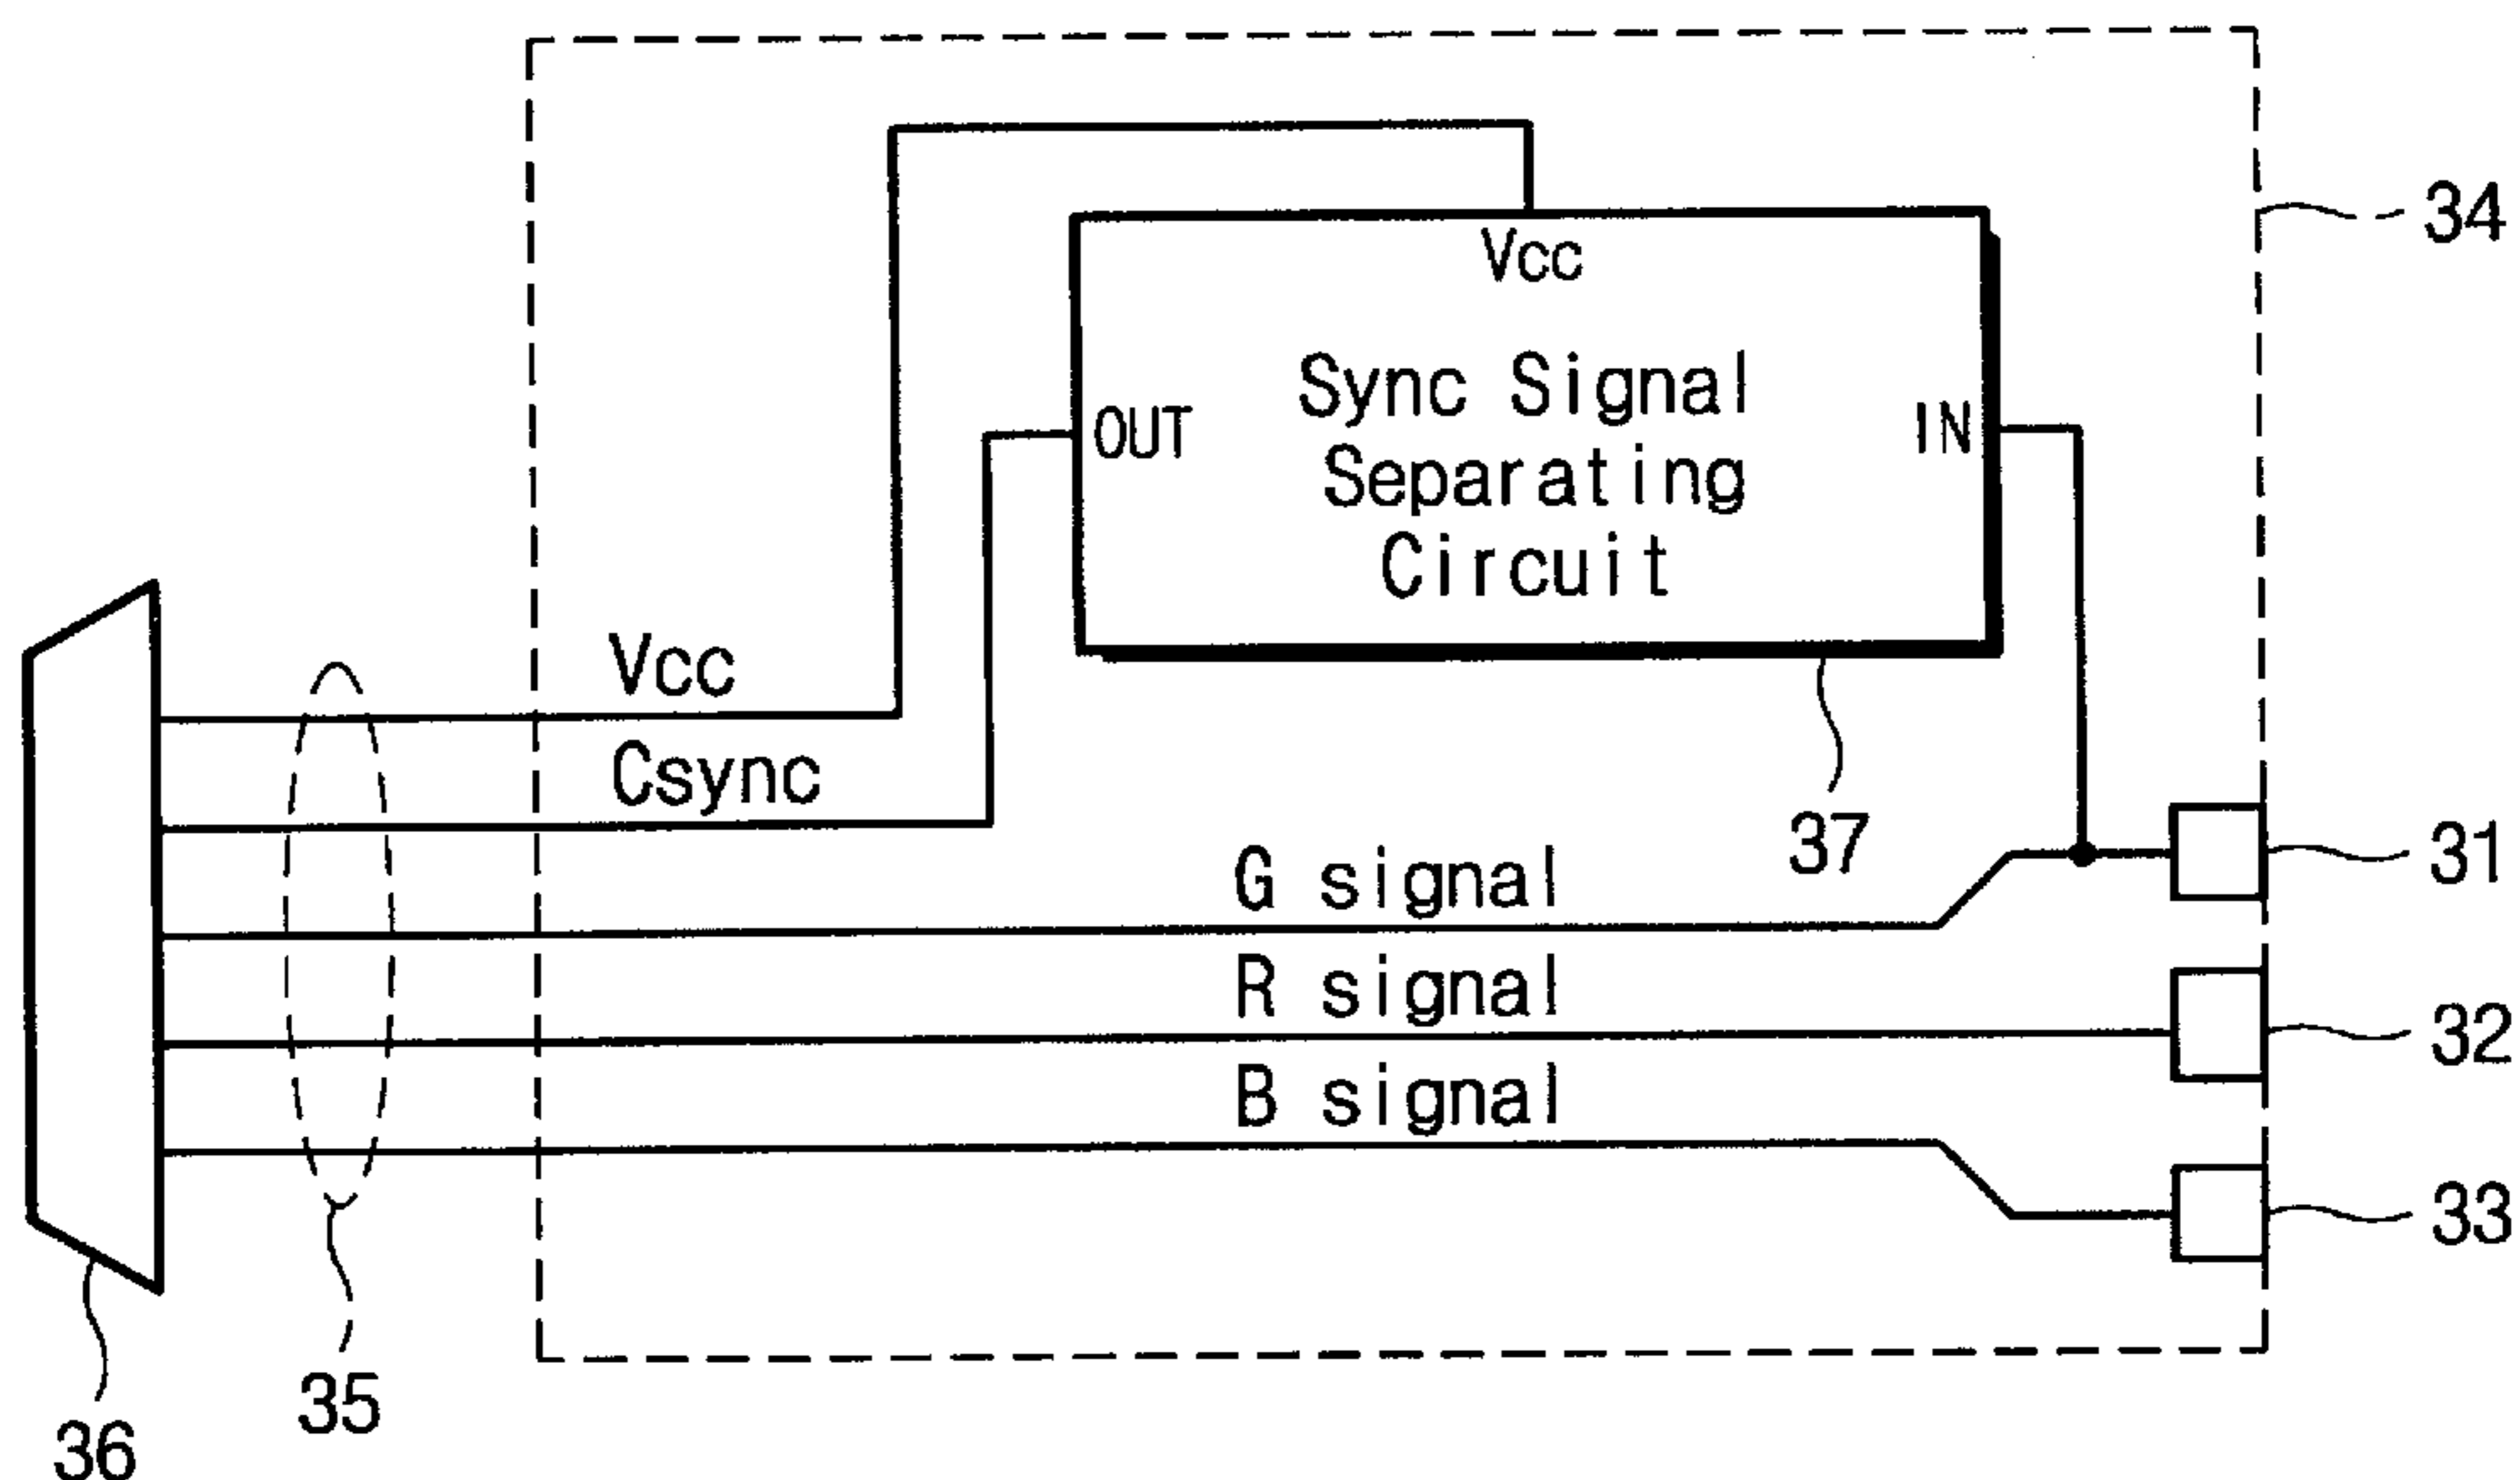 34
Vcc
Sync Signal
OUT
IN
Separating
Circuit
Vcc
Csync
37
31
G signal
R signal
32
B signal
33
35
36